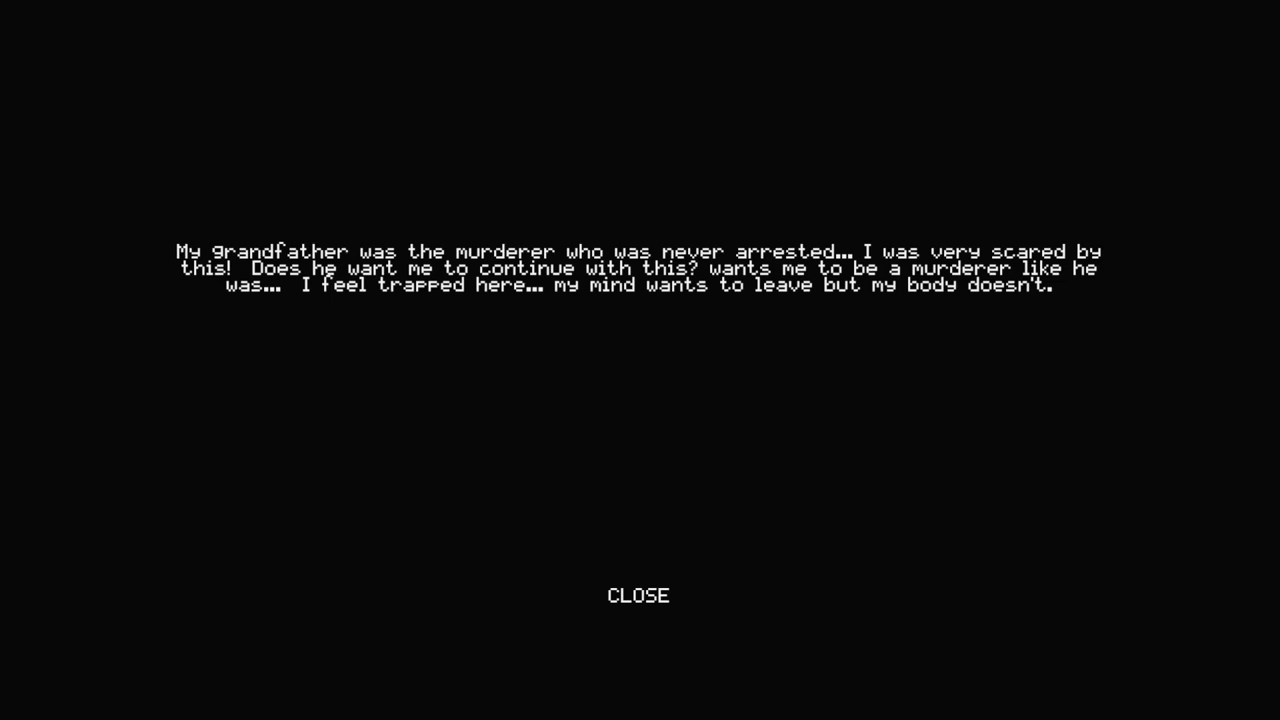 My grandfather was the murderer who was never arrested... I was very scared by
this!  Does he want me to continue with this? wants me to be a murderer like he
was...  I feel trapped here... my mind wants to leave but my body doesn't.
CLOSE